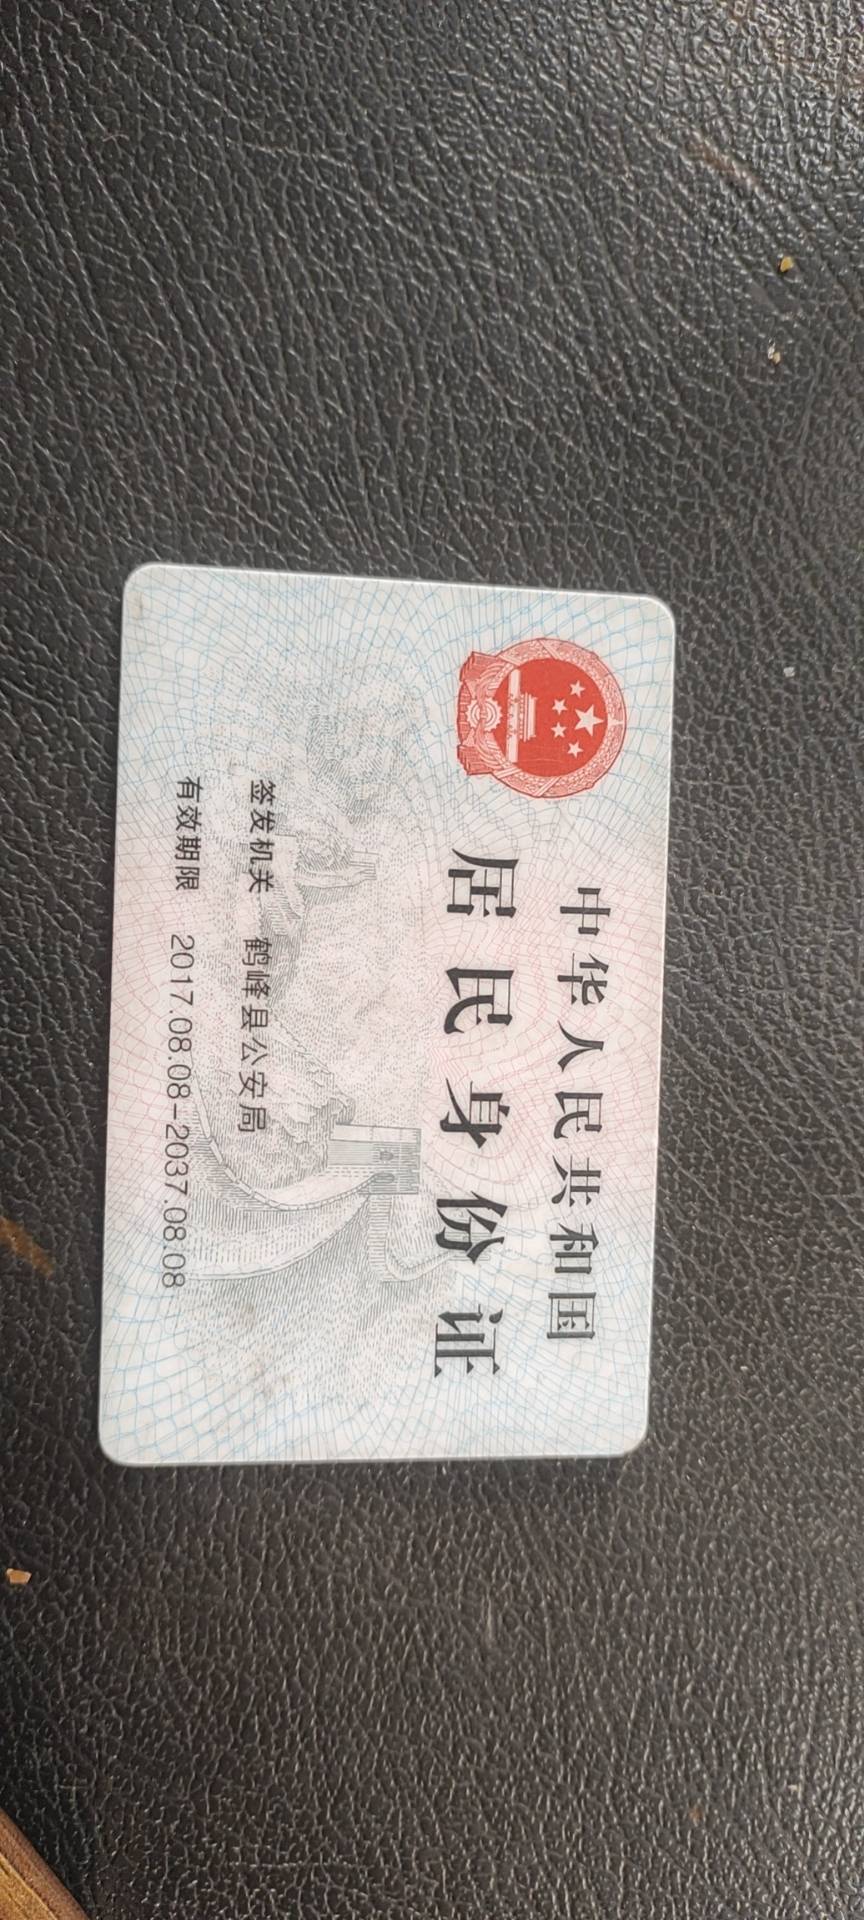 中华人民共和国
居民身份证
签发机关 鹤峰县公安局
有效期限 2017.08.08-2037.08.08